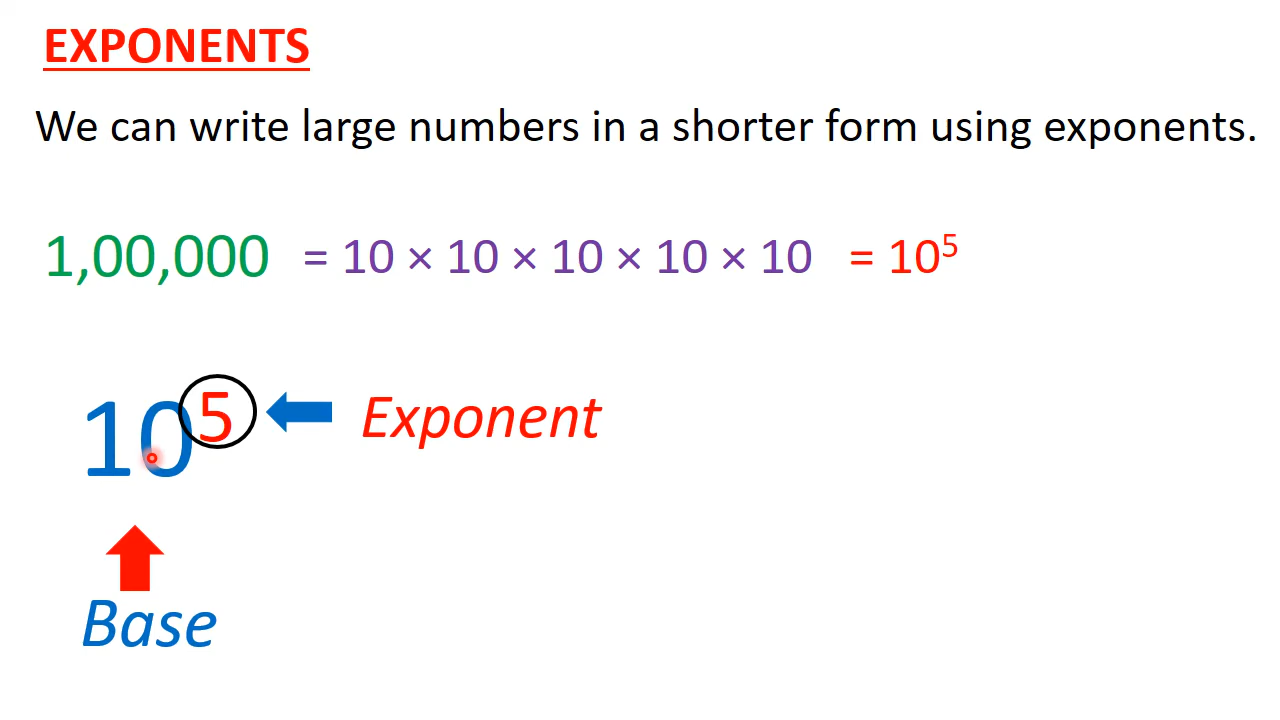 EXPONENTS
We can write large numbers in a shorter form using exponents.
1,00,000 = 10 × 10 × 10 × 10 × 10 = 10⁵
10⁵ Exponent
Base